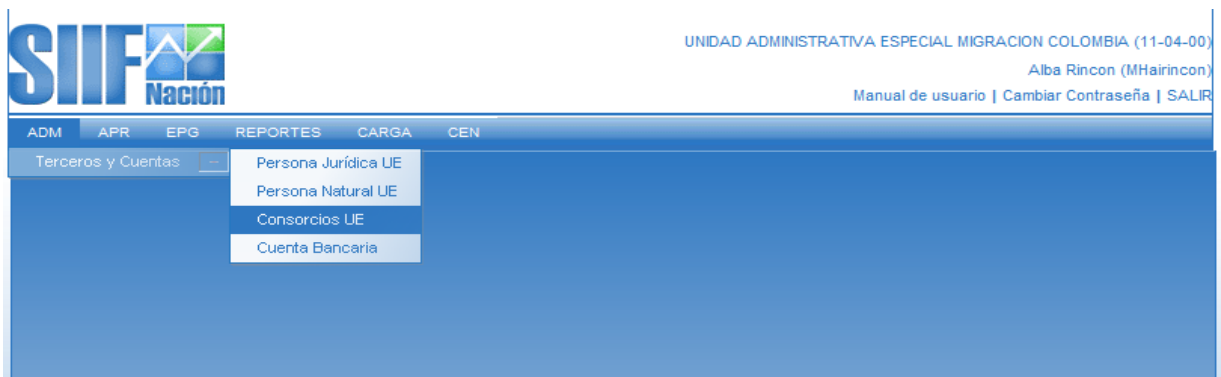 SIIF
Nación
UNIDAD ADMINISTRATIVA ESPECIAL MIGRACION COLOMBIA (11-04-00)
Alba Rincon (MHairincon)
Manual de usuario | Cambiar Contraseña | SALIR
ADM APR EPG REPORTES CARGA CEN
Terceros y Cuentas
Persona Jurídica UE
Persona Natural UE
Consorcios UE
Cuenta Bancaria